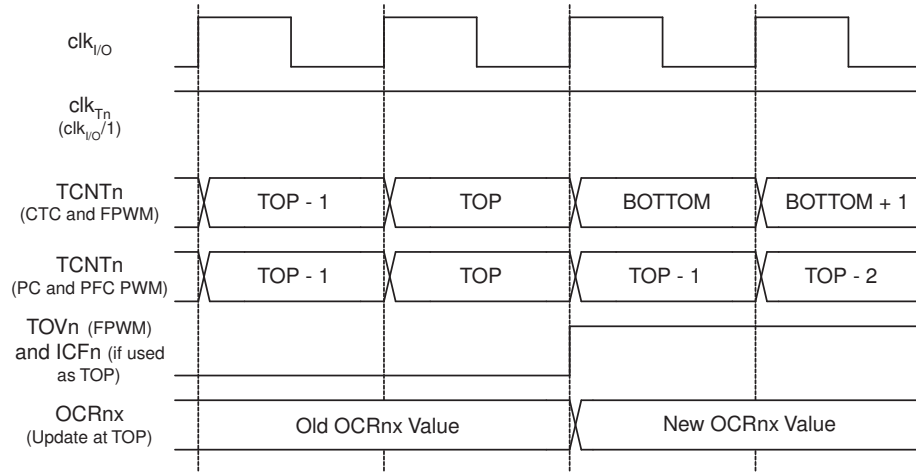 clkI/O
clkTn
(clkI/O/1)
TCNTn
(CTC and FPWM)
TOP - 1
TOP
BOTTOM
BOTTOM + 1
TCNTn
(PC and PFC PWM)
TOP - 1
TOP
TOP - 1
TOP - 2
TOVn (FPWM)
and ICFn (if used
as TOP)
OCRnx
(Update at TOP)
Old OCRnx Value
New OCRnx Value